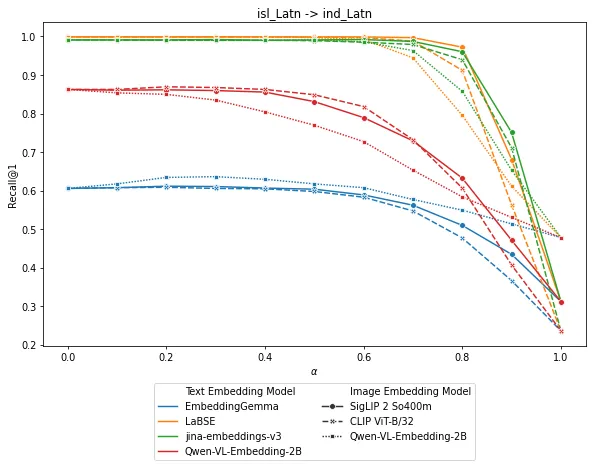 isl_Latn -> ind_Latn
Recall@1
1.0
0.9
0.8
0.7
0.6
0.5
0.4
0.3
0.2
0.0 0.2 0.4 0.6 0.8 1.0
α
Text Embedding Model
EmbeddingGemma
LaBSE
jina-embeddings-v3
Qwen-VL-Embedding-2B
Image Embedding Model
SigLIP 2 So400m
CLIP ViT-B/32
Qwen-VL-Embedding-2B